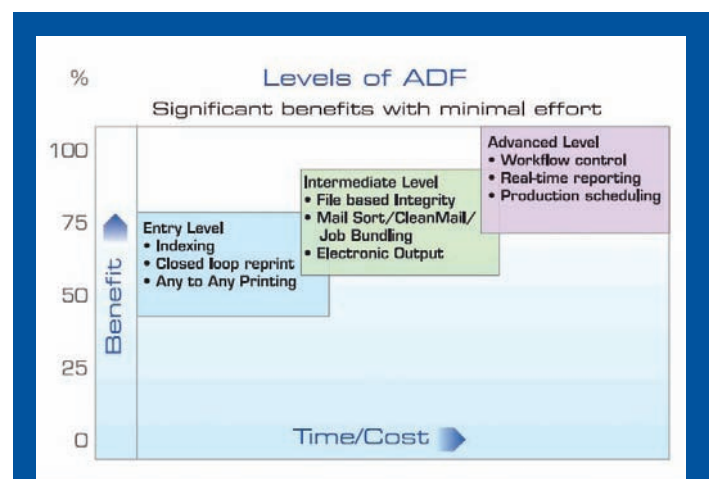 %
Levels of ADF
Significant benefits with minimal effort
100
75
50
25
0
Benefit
Entry Level
• Indexing
• Closed loop reprint
• Any to Any Printing
Intermediate Level
• File based Integrity
• Mail Sort/CleanMail/
Job Bundling
• Electronic Output
Advanced Level
• Workflow control
• Real-time reporting
• Production scheduling
Time/Cost